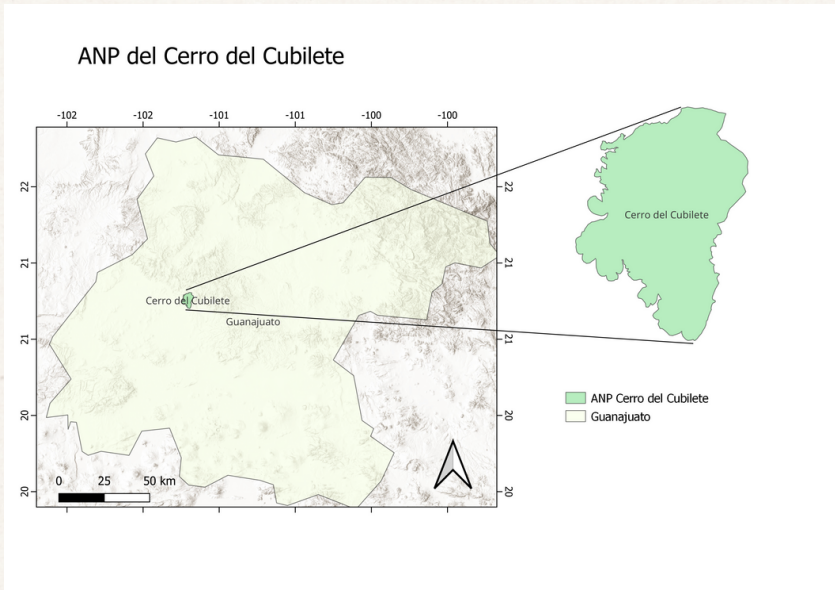 ANP del Cerro del Cubilete
-102 -102 -101 -101 -100 -100
22 22
21 21
Cerro del Cubilete
Cerro del Cubilete
Guanajuato
21 21
20 20
20 20
ANP Cerro del Cubilete
Guanajuato
0 25 50 km